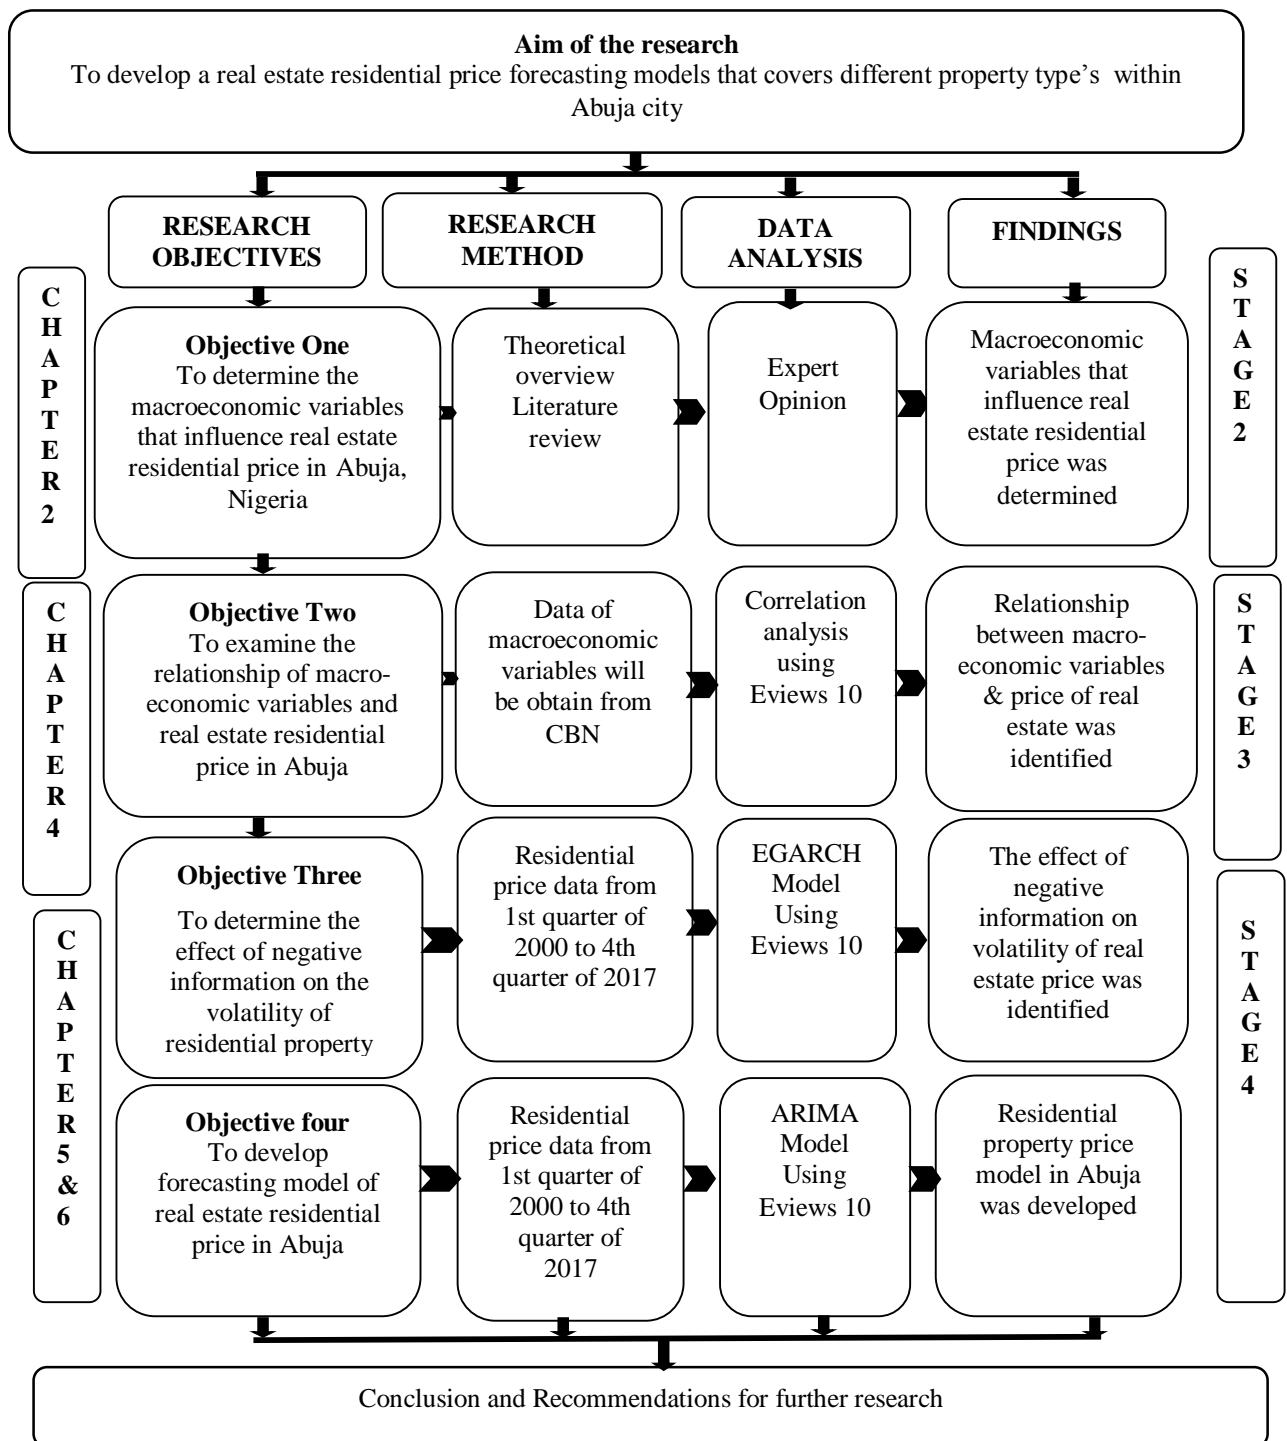 Aim of the research
To develop a real estate residential price forecasting models that covers different property type's within
Abuja city
RESEARCH
OBJECTIVES
RESEARCH
METHOD
DATA
ANALYSIS
FINDINGS
C
H
A
P
T
E
R
2
Objective One
To determine the
macroeconomic variables
that influence real estate
residential price in Abuja,
Nigeria
Theoretical
overview
Literature
review
Expert
Opinion
Macroeconomic
variables that
influence real
estate residential
price was
determined
S
T
A
G
E
2
C
H
A
P
T
E
R
4
Objective Two
To examine the
relationship of macro-
economic variables and
real estate residential
price in Abuja
Data of
macroeconomic
variables will
be obtain from
CBN
Correlation
analysis
using
Eviews 10
Relationship
between macro-
economic variables
& price of real
estate was
identified
S
T
A
G
E
3
C
H
A
P
T
E
R
5
&
6
Objective Three
To determine the
effect of negative
information on the
volatility of
residential property
Residential
price data from
1st quarter of
2000 to 4th
quarter of 2017
EGARCH
Model
Using
Eviews 10
The effect of
negative
information on
volatility of real
estate price was
identified
S
T
A
G
E
4
Objective four
To develop
forecasting model of
real estate residential
price in Abuja
Residential
price data from
1st quarter of
2000 to 4th
quarter of
2017
ARIMA
Model
Using
Eviews 10
Residential
property price
model in Abuja
was developed
Conclusion and Recommendations for further research